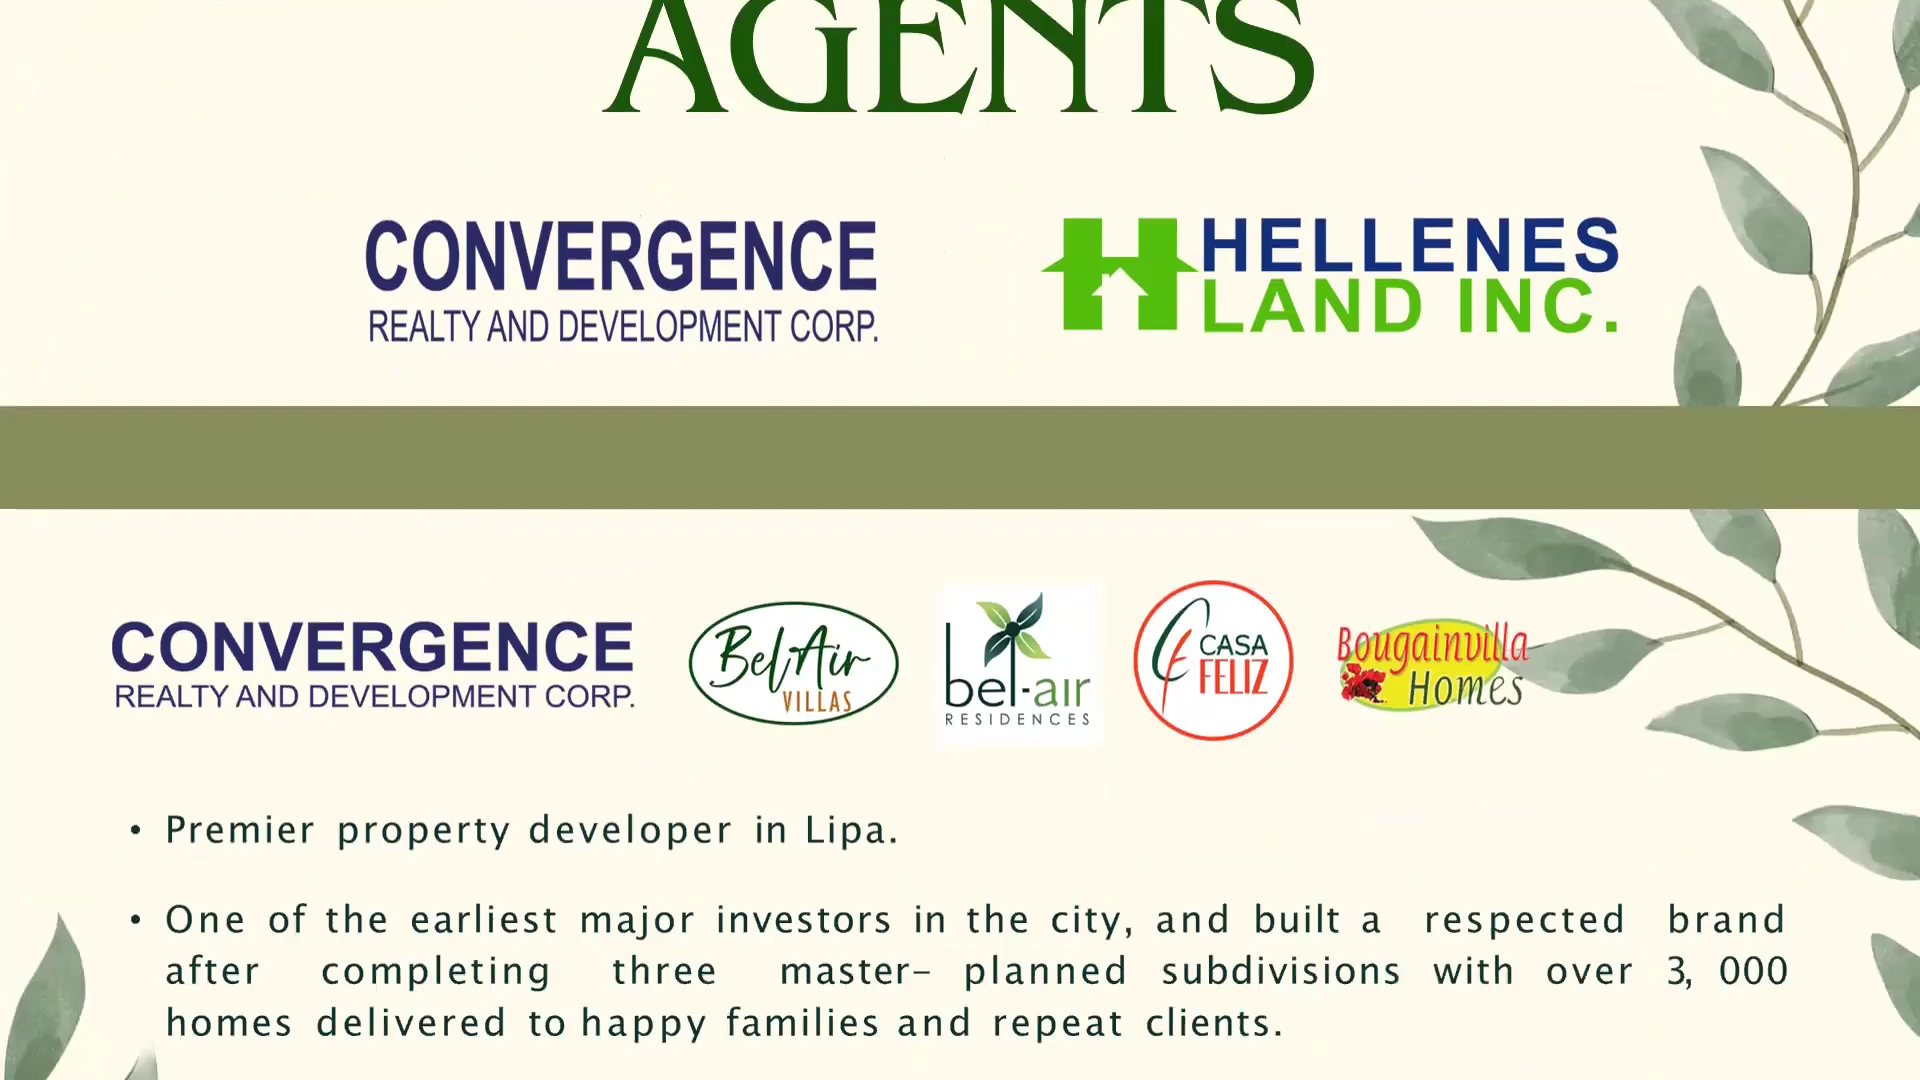 AGENTS
CONVERGENCE
REALTY AND DEVELOPMENT CORP.
HELLENES
LAND INC.
CONVERGENCE
REALTY AND DEVELOPMENT CORP.
Bel Air
VILLAS
bel-air
RESIDENCES
CF CASA
FELIZ
Bougainvilla
Homes
• Premier property developer in Lipa.
• One of the earliest major investors in the city, and built a respected brand
after completing three master– planned subdivisions with over 3, 000
homes delivered to happy families and repeat clients.